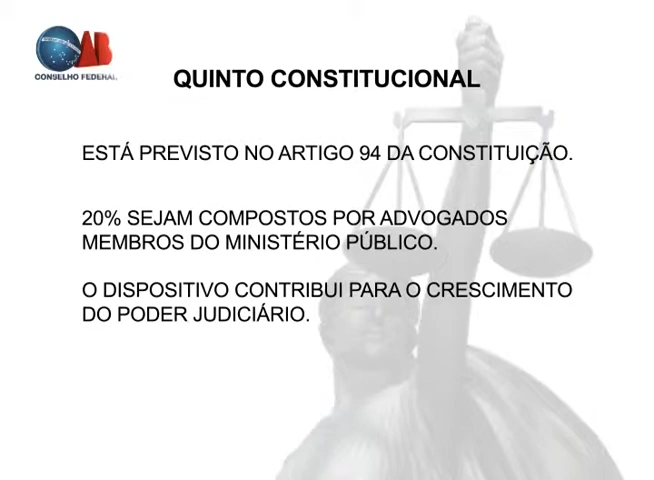 OAB
CONSELHO FEDERAL
QUINTO CONSTITUCIONAL
ESTÁ PREVISTO NO ARTIGO 94 DA CONSTITUIÇÃO.
20% SEJAM COMPOSTOS POR ADVOGADOS
MEMBROS DO MINISTÉRIO PÚBLICO.
O DISPOSITIVO CONTRIBUI PARA O CRESCIMENTO
DO PODER JUDICIÁRIO.